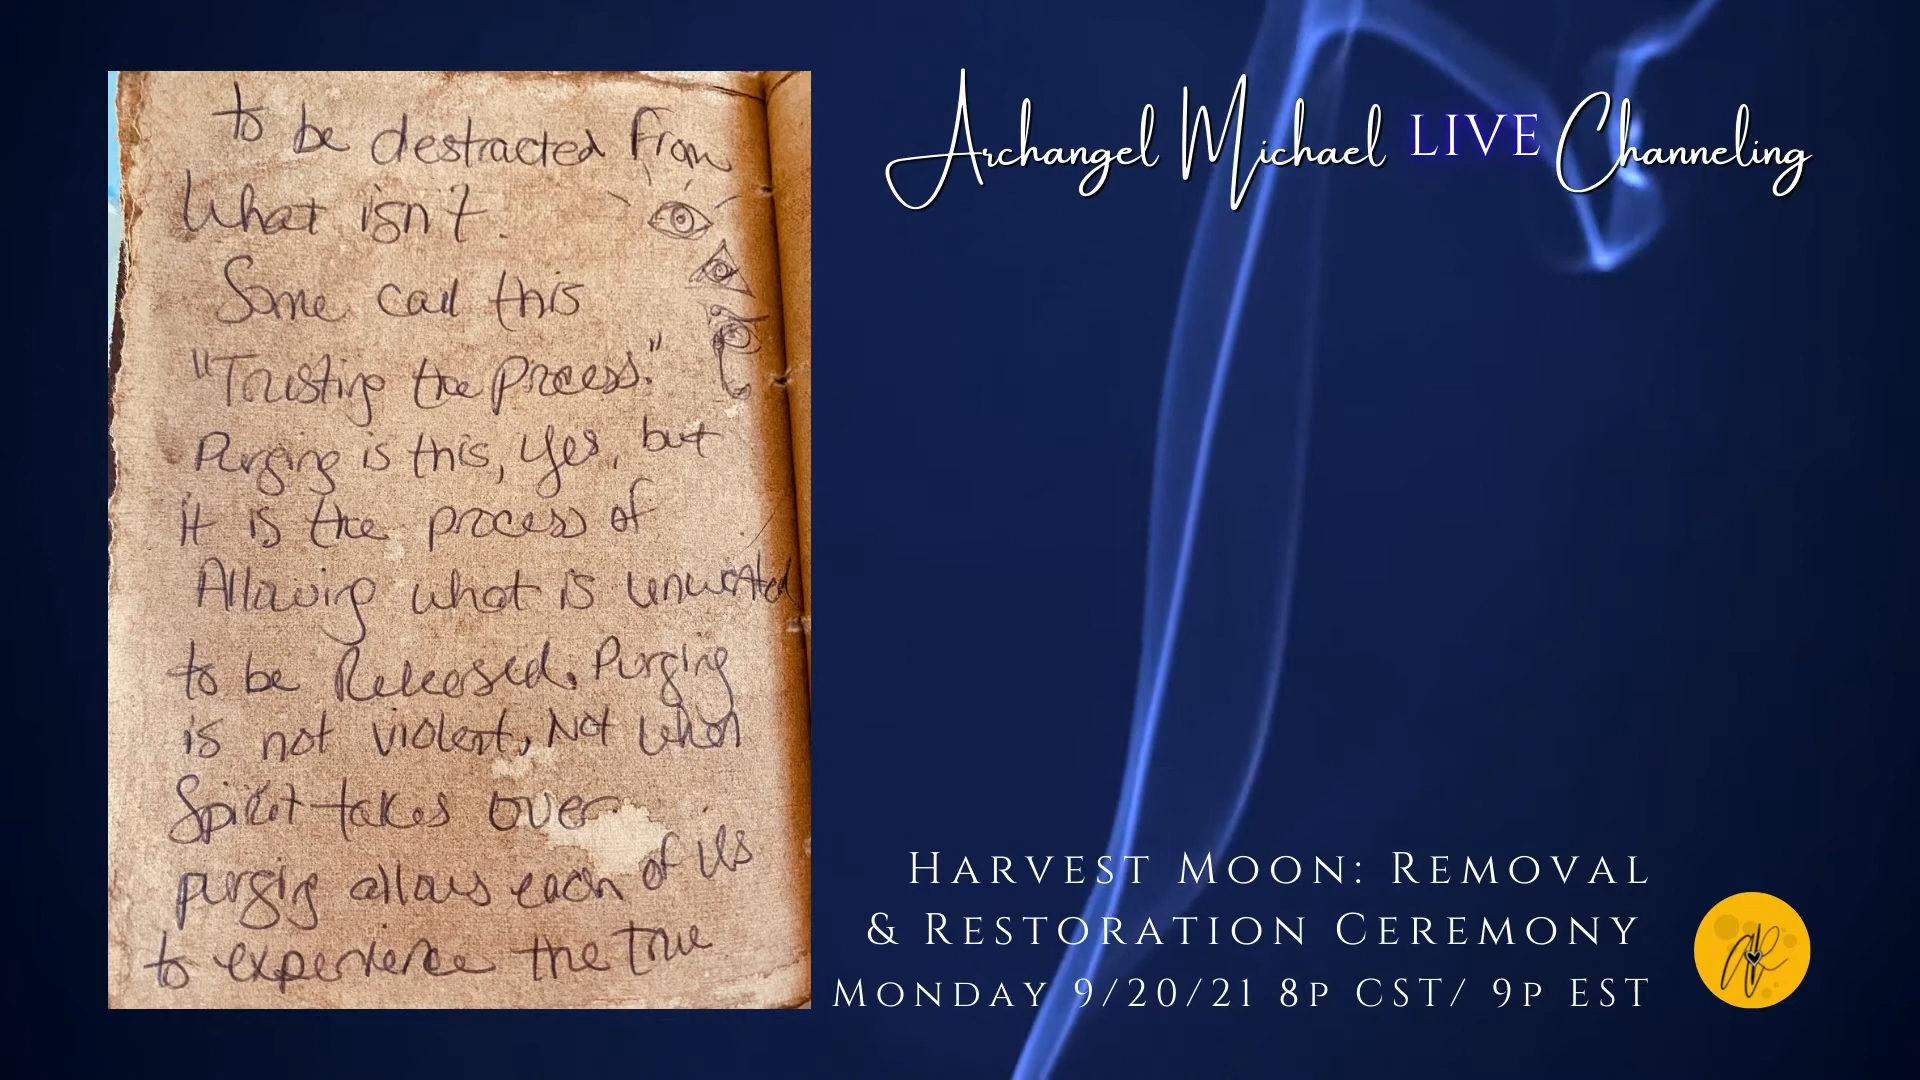 to be destracted from
What isn't.
Some call this
"Trusting the Process."
Purging is this, yes, but
it is the process of
Allowing what is unwanted
to be Released. Purging
is not violent, Not when
Spirit takes over
purging allows each of us
to experience the true
Archangel Michael LIVE Channeling
HARVEST MOON: REMOVAL
& RESTORATION CEREMONY
MONDAY 9/20/21 8P CST/ 9P EST